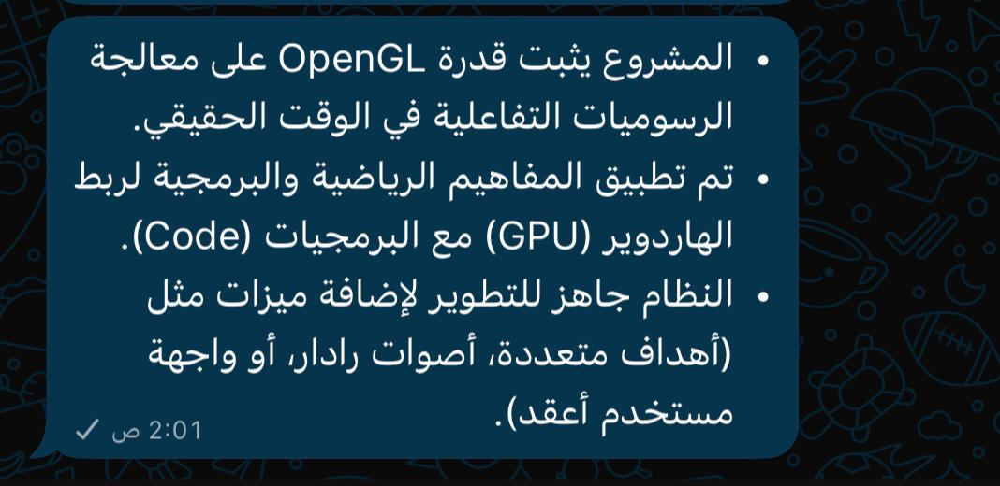 • المشروع يثبت قدرة OpenGL على معالجة
الرسوميات التفاعلية في الوقت الحقيقي.
• تم تطبيق المفاهيم الرياضية والبرمجية لربط
الهاردوير (GPU) مع البرمجيات (Code).
• النظام جاهز للتطوير لإضافة ميزات مثل
(أهداف متعددة، أصوات رادار، أو واجهة
مستخدم أعقد).
2:01 ص